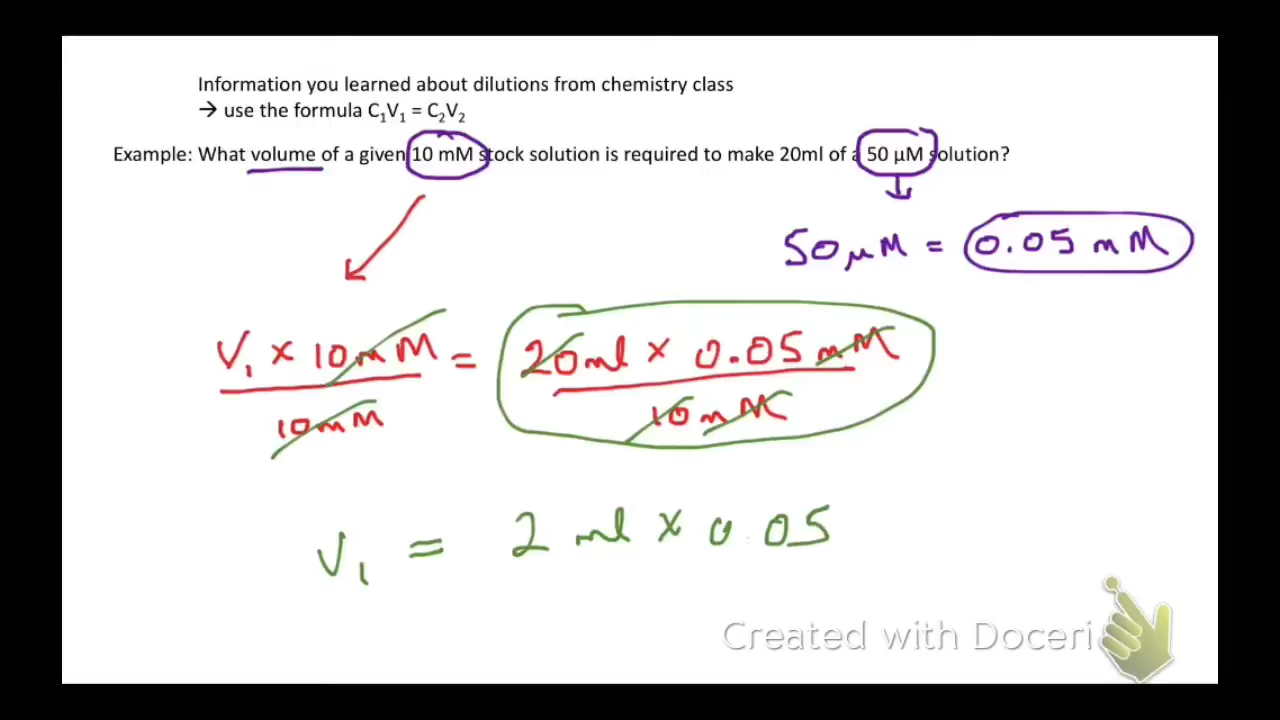 Information you learned about dilutions from chemistry class
→ use the formula C₁V₁ = C₂V₂
Example: What volume of a given 10 mM stock solution is required to make 20ml of a 50 µM solution?
50 µM = 0.05 mM
V₁ × 10 mM = 20 ml × 0.05 mM
10 mM 10 mM
V₁ = 2 ml × 0.05
Created with Doceri